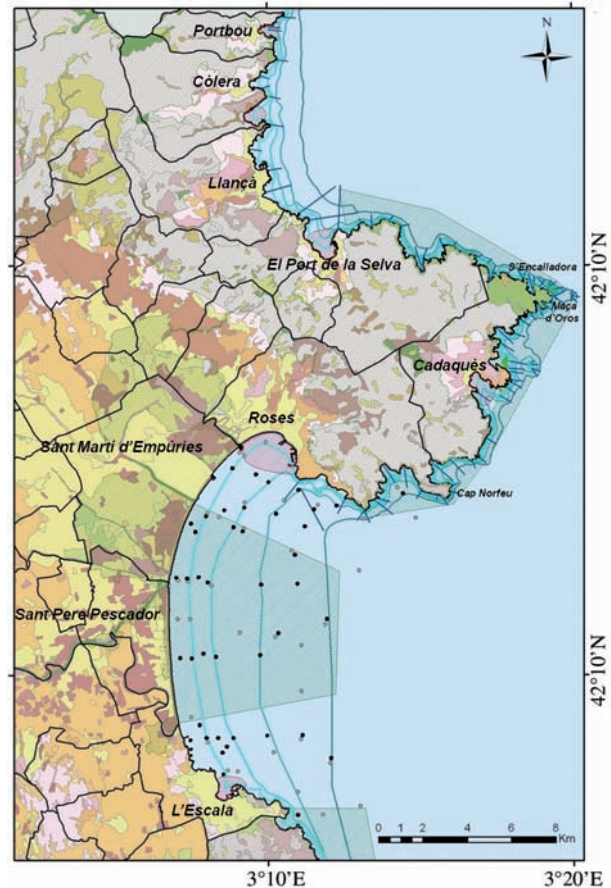 Portbou
N
Còlera
Llançà
El Port de la Selva
S'Encalladora
42°10'N
Maça
d'Oros
Cadaquès
Roses
Sant Martí d'Empúries
Cap Norfeu
Sant Pere Pescador
42°10'N
L'Escala
0 1 2 4 6 8
Km
3°10'E
3°20'E